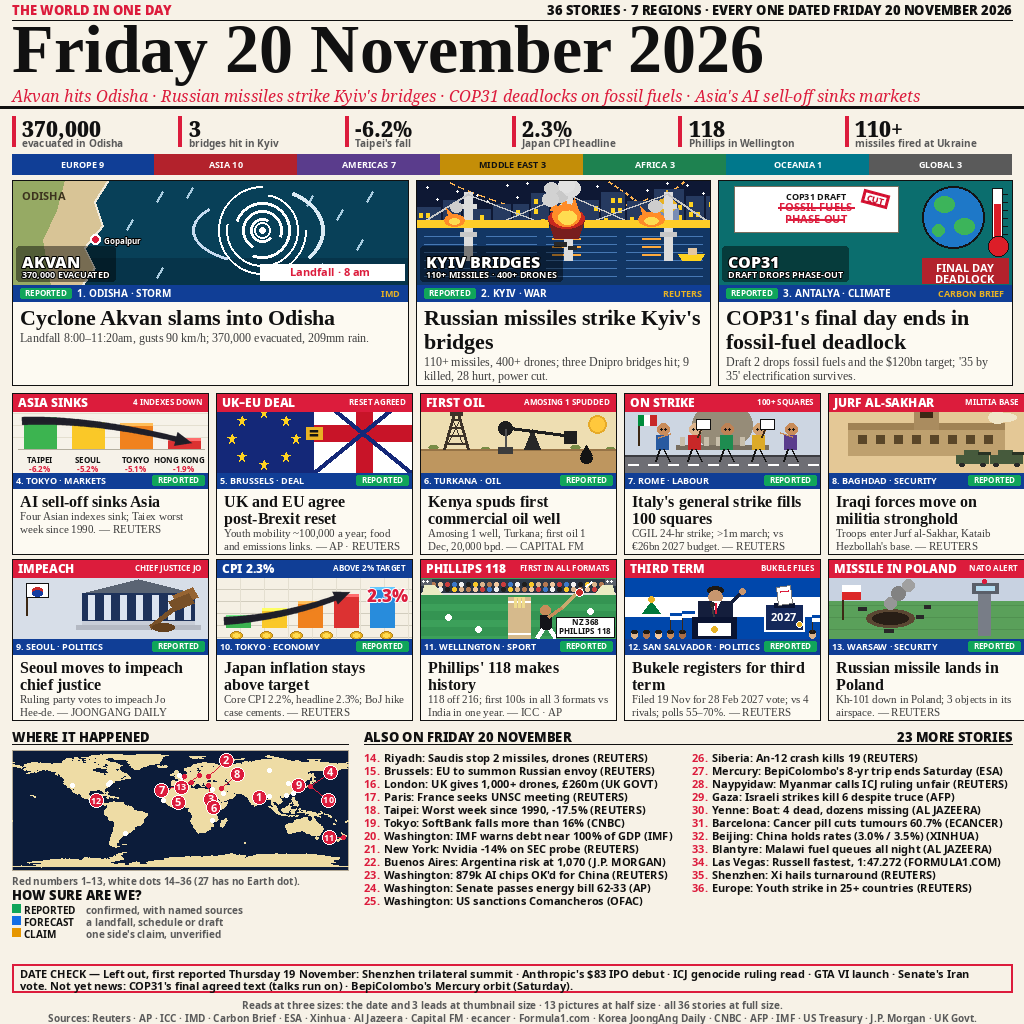 THE WORLD IN ONE DAY
36 STORIES · 7 REGIONS · EVERY ONE DATED FRIDAY 20 NOVEMBER 2026
Friday 20 November 2026
Akvan hits Odisha · Russian missiles strike Kyiv's bridges · COP31 deadlocks on fossil fuels · Asia's AI sell-off sinks markets
370,000
evacuated in Odisha
3
bridges hit in Kyiv
-6.2%
Taipei's fall
2.3%
Japan CPI headline
118
Phillips in Wellington
110+
missiles fired at Ukraine
EUROPE 9
ASIA 10
AMERICAS 7
MIDDLE EAST 3
AFRICA 3
OCEANIA 1
GLOBAL 3
ODISHA
Gopalpur
AKVAN
370,000 EVACUATED
Landfall · 8 am
REPORTED 1. ODISHA · STORM IMD
Cyclone Akvan slams into Odisha
Landfall 8:00–11:20am, gusts 90 km/h; 370,000 evacuated, 209mm rain.
KYIV BRIDGES
110+ MISSILES · 400+ DRONES
REPORTED 2. KYIV · WAR REUTERS
Russian missiles strike Kyiv's
bridges
110+ missiles, 400+ drones; three Dnipro bridges hit; 9
killed, 28 hurt, power cut.
COP31 DRAFT
FOSSIL FUELS
PHASE-OUT
CUT
COP31
DRAFT DROPS PHASE-OUT
FINAL DAY
DEADLOCK
REPORTED 3. ANTALYA · CLIMATE CARBON BRIEF
COP31's final day ends in
fossil-fuel deadlock
Draft 2 drops fossil fuels and the $120bn target; '35 by
35' electrification survives.
ASIA SINKS 4 INDEXES DOWN
TAIPEI SEOUL TOKYO HONG KONG
-6.2% -5.2% -5.1% -1.9%
4. TOKYO · MARKETS REPORTED
AI sell-off sinks Asia
Four Asian indexes sink; Taiex worst
week since 1990. — REUTERS
UK–EU DEAL RESET AGREED
=
5. BRUSSELS · DEAL REPORTED
UK and EU agree
post-Brexit reset
Youth mobility ~100,000 a year; food
and emissions links. — AP · REUTERS
FIRST OIL AMOSING 1 SPUDDED
6. TURKANA · OIL REPORTED
Kenya spuds first
commercial oil well
Amosing 1 well, Turkana; first oil 1
Dec, 20,000 bpd. — CAPITAL FM
ON STRIKE 100+ SQUARES
7. ROME · LABOUR REPORTED
Italy's general strike fills
100 squares
CGIL 24-hr strike; >1m march; vs
€26bn 2027 budget. — REUTERS
JURF AL-SAKHAR MILITIA BASE
8. BAGHDAD · SECURITY REPORTED
Iraqi forces move on
militia stronghold
Troops enter Jurf al-Sakhar, Kataib
Hezbollah's base. — REUTERS
IMPEACH CHIEF JUSTICE JO
9. SEOUL · POLITICS REPORTED
Seoul moves to impeach
chief justice
Ruling party votes to impeach Jo
Hee-de. — JOONGANG DAILY
CPI 2.3% ABOVE 2% TARGET
2.3%
10. TOKYO · ECONOMY REPORTED
Japan inflation stays
above target
Core CPI 2.2%, headline 2.3%; BoJ hike
case cements. — REUTERS
PHILLIPS 118 FIRST IN ALL FORMATS
NZ 368
PHILLIPS 118
11. WELLINGTON · SPORT REPORTED
Phillips' 118 makes
history
118 off 216; first 100s in all 3 formats vs
India in one year. — ICC · AP
THIRD TERM BUKELE FILES
2027
12. SAN SALVADOR · POLITICS REPORTED
Bukele registers for third
term
Filed 19 Nov for 28 Feb 2027 vote; vs 4
rivals; polls 55–70%. — REUTERS
MISSILE IN POLAND NATO ALERT
13. WARSAW · SECURITY REPORTED
Russian missile lands in
Poland
Kh-101 down in Poland; 3 objects in its
airspace. — REUTERS
WHERE IT HAPPENED
2
8
4
7
13
9
12
5
3
6
1
10
11
Red numbers 1–13, white dots 14–36 (27 has no Earth dot).
HOW SURE ARE WE?
REPORTED confirmed, with named sources
FORECAST a landfall, schedule or draft
CLAIM one side's claim, unverified
ALSO ON FRIDAY 20 NOVEMBER
23 MORE STORIES
14. Riyadh: Saudis stop 2 missiles, drones (REUTERS)
15. Brussels: EU to summon Russian envoy (REUTERS)
16. London: UK gives 1,000+ drones, £260m (UK GOVT)
17. Paris: France seeks UNSC meeting (REUTERS)
18. Taipei: Worst week since 1990, -17.5% (REUTERS)
19. Tokyo: SoftBank falls more than 16% (CNBC)
20. Washington: IMF warns debt near 100% of GDP (IMF)
21. New York: Nvidia -14% on SEC probe (REUTERS)
22. Buenos Aires: Argentina risk at 1,070 (J.P. MORGAN)
23. Washington: 879k AI chips OK'd for China (REUTERS)
24. Washington: Senate passes energy bill 62-33 (AP)
25. Washington: US sanctions Comancheros (OFAC)
26. Siberia: An-12 crash kills 19 (REUTERS)
27. Mercury: BepiColombo's 8-yr trip ends Saturday (ESA)
28. Naypyidaw: Myanmar calls ICJ ruling unfair (REUTERS)
29. Gaza: Israeli strikes kill 6 despite truce (AFP)
30. Yenne: Boat: 4 dead, dozens missing (AL JAZEERA)
31. Barcelona: Cancer pill cuts tumours 60.7% (ECANCER)
32. Beijing: China holds rates (3.0% / 3.5%) (XINHUA)
33. Blantyre: Malawi fuel queues all night (AL JAZEERA)
34. Las Vegas: Russell fastest, 1:47.272 (FORMULA1.COM)
35. Shenzhen: Xi hails turnaround (REUTERS)
36. Europe: Youth strike in 25+ countries (REUTERS)
DATE CHECK — Left out, first reported Thursday 19 November: Shenzhen trilateral summit · Anthropic's $83 IPO debut · ICJ genocide ruling read · GTA VI launch · Senate's Iran
vote. Not yet news: COP31's final agreed text (talks run on) · BepiColombo's Mercury orbit (Saturday).
Reads at three sizes: the date and 3 leads at thumbnail size · 13 pictures at half size · all 36 stories at full size.
Sources: Reuters · AP · ICC · IMD · Carbon Brief · ESA · Xinhua · Al Jazeera · Capital FM · ecancer · Formula1.com · Korea JoongAng Daily · CNBC · AFP · IMF · US Treasury · J.P. Morgan · UK Govt.